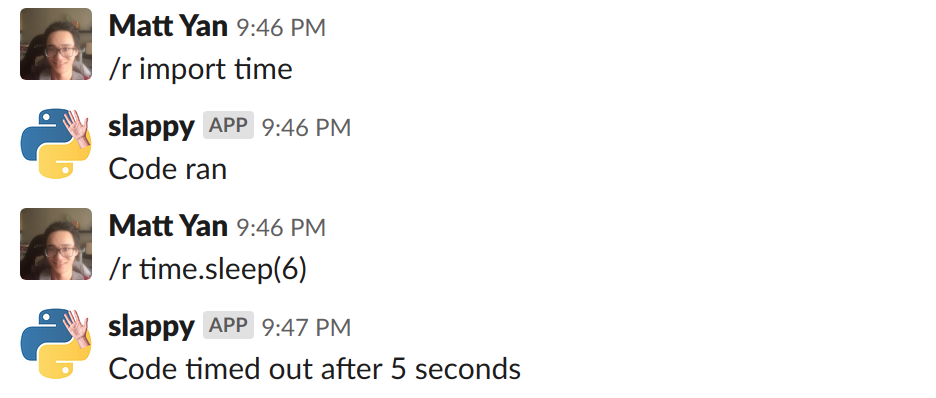 Matt Yan 9:46 PM
/r import time
slappy APP 9:46 PM
Code ran
Matt Yan 9:46 PM
/r time.sleep(6)
slappy APP 9:47 PM
Code timed out after 5 seconds